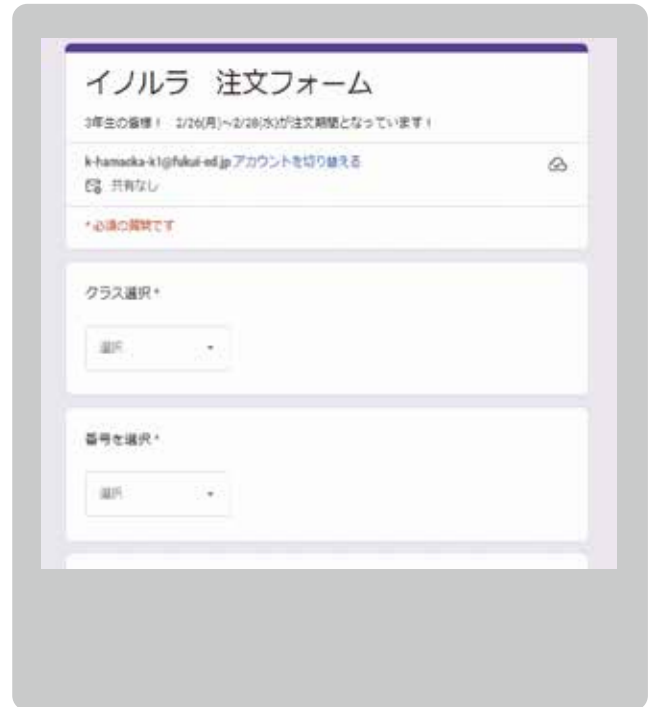 イノルラ　注文フォーム
3年生の皆様！　2/26(月)～2/28(水)が注文期間となっています！
k-hamaoka-k1@fukui-ed.jp アカウントを切り替える
共有なし
* 必須の質問です
クラス選択 *
選択
番号を選択 *
選択